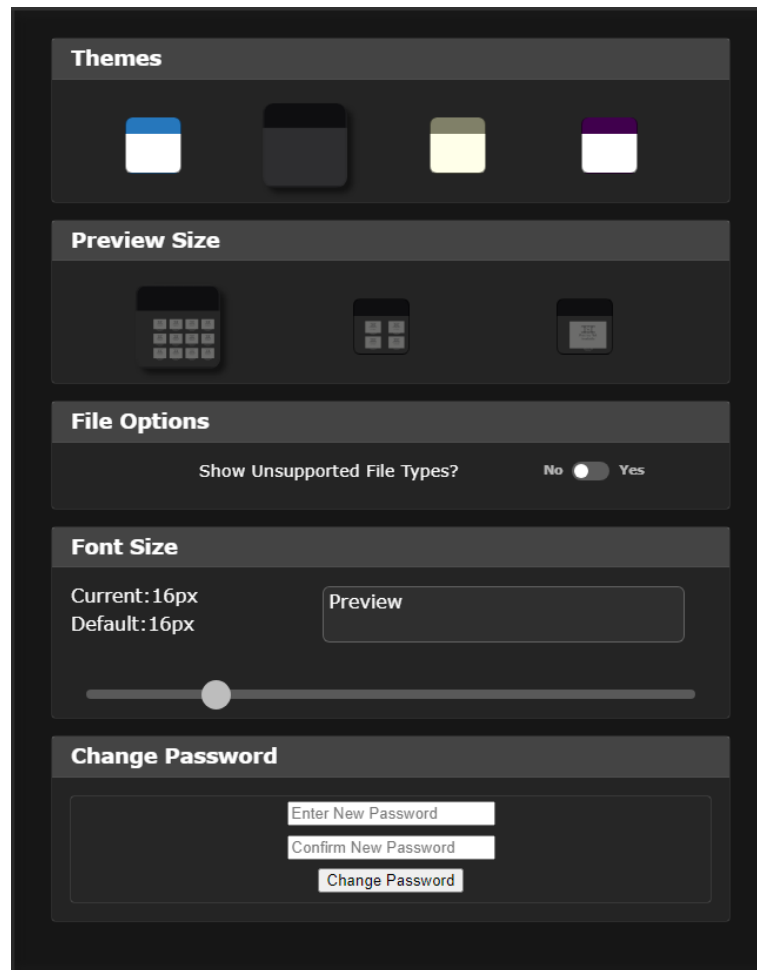 Themes
Preview Size
File Options
Show Unsupported File Types? No Yes
Font Size
Current:16px
Default:16px
Preview
Change Password
Enter New Password
Confirm New Password
Change Password